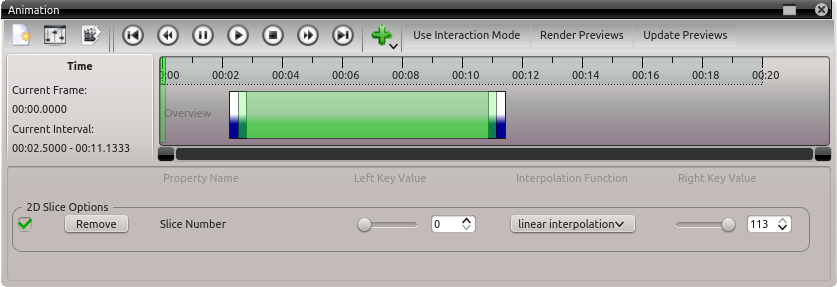 Animation
Use Interaction Mode Render Previews Update Previews
Time
Current Frame:
00:00.0000
Current Interval:
00:02.5000 - 00:11.1333
:00 00:02 00:04 00:06 00:08 00:10 00:12 00:14 00:16 00:18 00:20
Overview
Property Name Left Key Value Interpolation Function Right Key Value
2D Slice Options
Remove Slice Number 0 linear interpolation 113